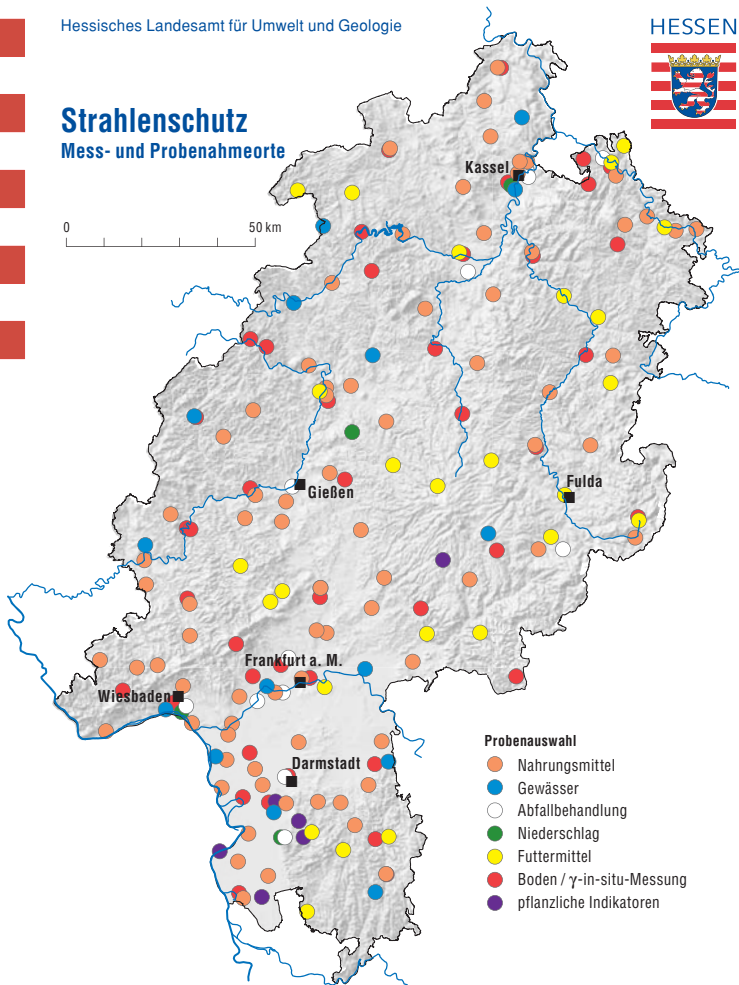 Hessisches Landesamt für Umwelt und Geologie
HESSEN
Strahlenschutz
Mess- und Probenahmeorte
0 50 km
Kassel
Gießen
Fulda
Frankfurt a. M.
Wiesbaden
Darmstadt
Probenauswahl
Nahrungsmittel
Gewässer
Abfallbehandlung
Niederschlag
Futtermittel
Boden / γ-in-situ-Messung
pflanzliche Indikatoren